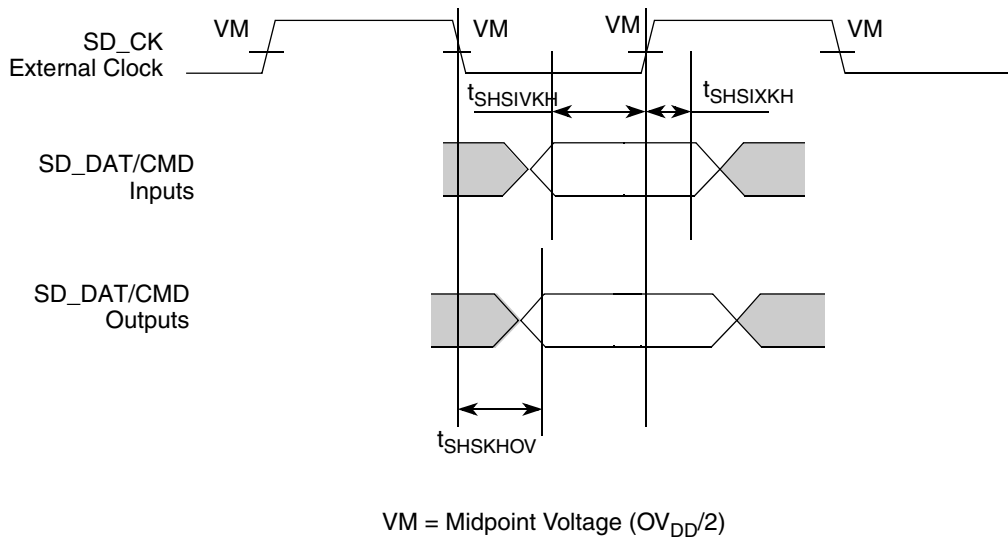 VM
VM
VM
VM
SD_CK
External Clock
tSHSIVKH
tSHSIXKH
SD_DAT/CMD
Inputs
SD_DAT/CMD
Outputs
tSHSKHOV
VM = Midpoint Voltage (OVDD/2)